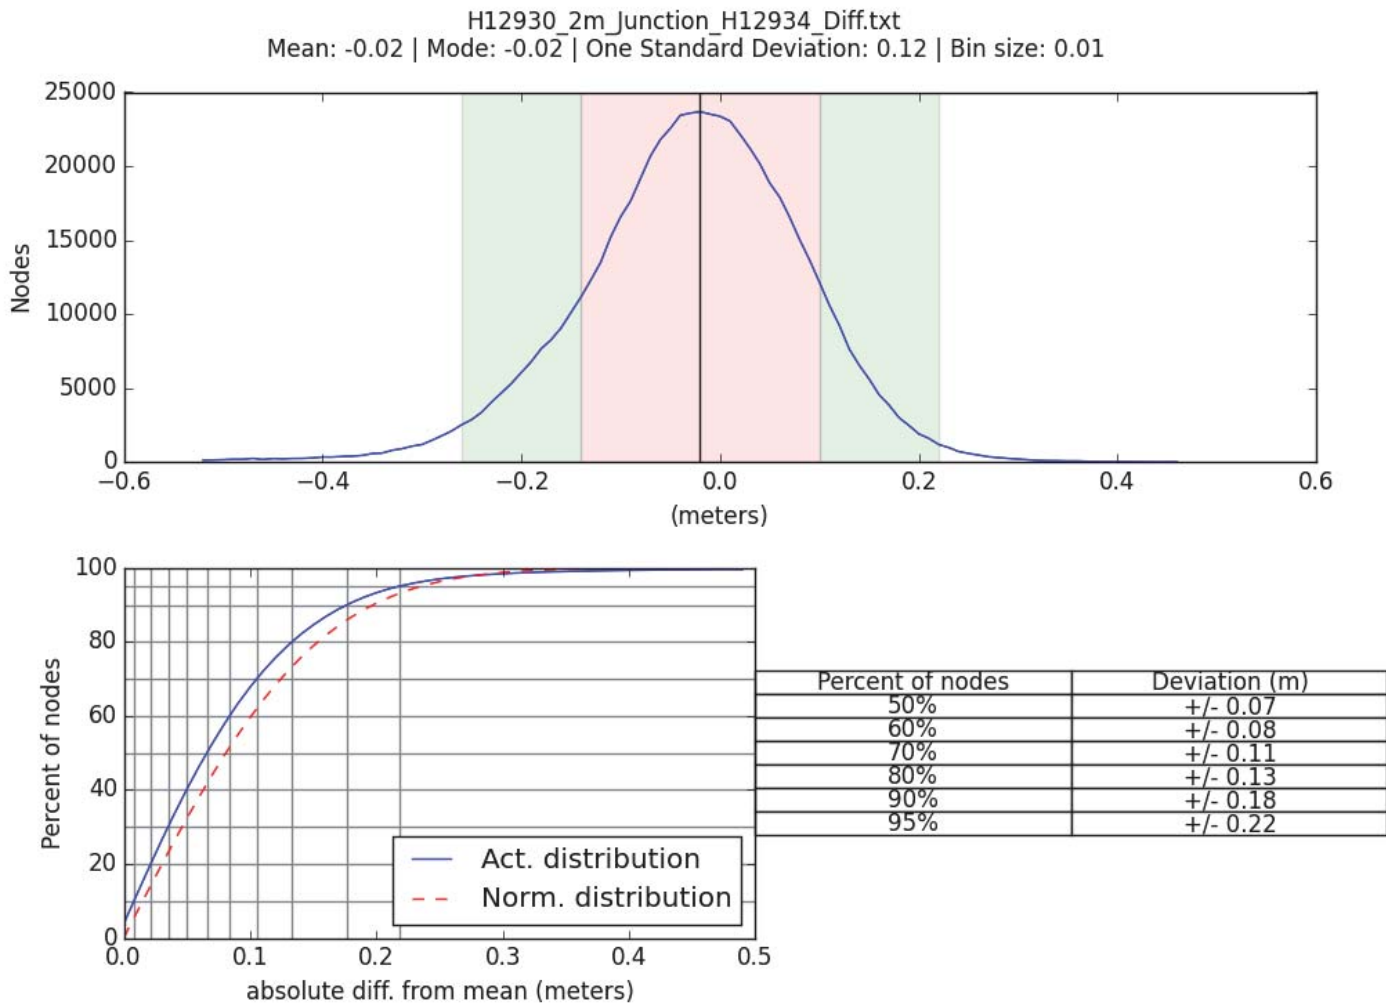 H12930_2m_Junction_H12934_Diff.txt
Mean: -0.02 | Mode: -0.02 | One Standard Deviation: 0.12 | Bin size: 0.01
25000
20000
15000
10000
5000
0
Nodes
−0.6 −0.4 −0.2 0.0 0.2 0.4 0.6
(meters)
100
80
60
40
20
0
Percent of nodes
Act. distribution
Norm. distribution
0.0 0.1 0.2 0.3 0.4 0.5
absolute diff. from mean (meters)
Percent of nodes Deviation (m)
50% +/- 0.07
60% +/- 0.08
70% +/- 0.11
80% +/- 0.13
90% +/- 0.18
95% +/- 0.22